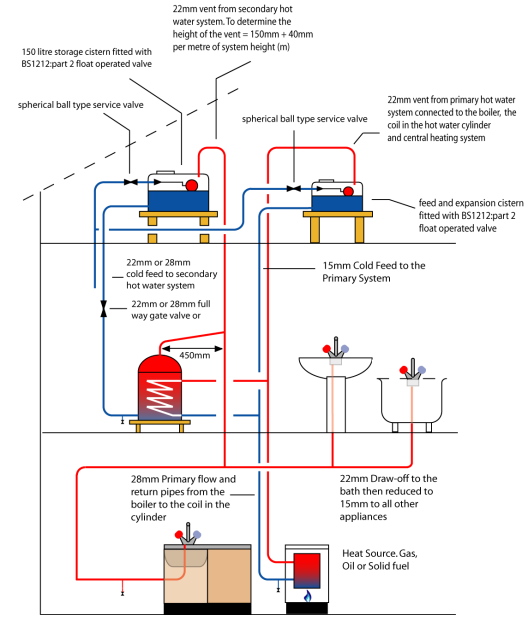 22mm vent from secondary hot
water system. To determine the
height of the vent = 150mm + 40mm
per metre of system height (m)
150 litre storage cistern fitted with
BS1212:part 2 float operated valve
spherical ball type service valve
spherical ball type service valve
22mm vent from primary hot water
system connected to the boiler, the
coil in the hot water cylinder
and central heating system
feed and expansion cistern
fitted with BS1212:part 2
float operated valve
22mm or 28mm
cold feed to secondary
hot water system
15mm Cold Feed to the
Primary System
22mm or 28mm full
way gate valve or
450mm
28mm Primary flow and
return pipes from the
boiler to the coil in the
cylinder
22mm Draw-off to the
bath then reduced to
15mm to all other
appliances
Heat Source. Gas,
Oil or Solid fuel